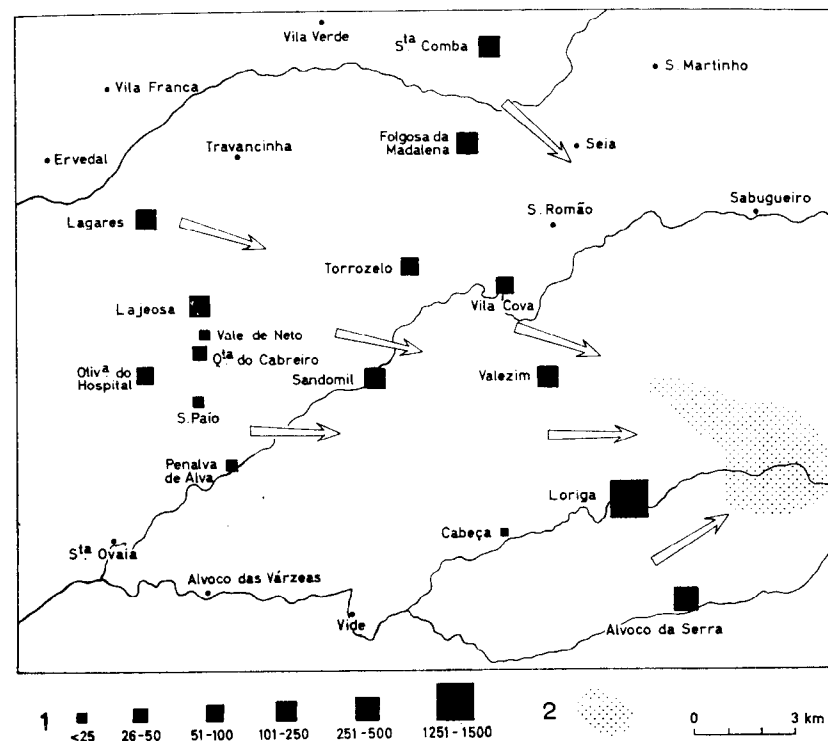 Vila Verde
Sta. Comba
S. Martinho
Vila Franca
Folgosa da
Madalena
Seia
Travancinha
Ervedal
Sabugueiro
S. Romão
Lagares
Torrozelo
Vila Cova
Lajeosa
Vale de Neto
Qta do Cabreiro
Oliva. do
Hospital
Sandomil
Valezim
S. Paío
Penalva
de Alva
Loriga
Cabeça
Sta. Ovaia
Alvoco das Várzeas
Vide
Alvoco da Serra
1
<25
26-50
51-100
101-250
251-500
1251-1500
2
0 3 km